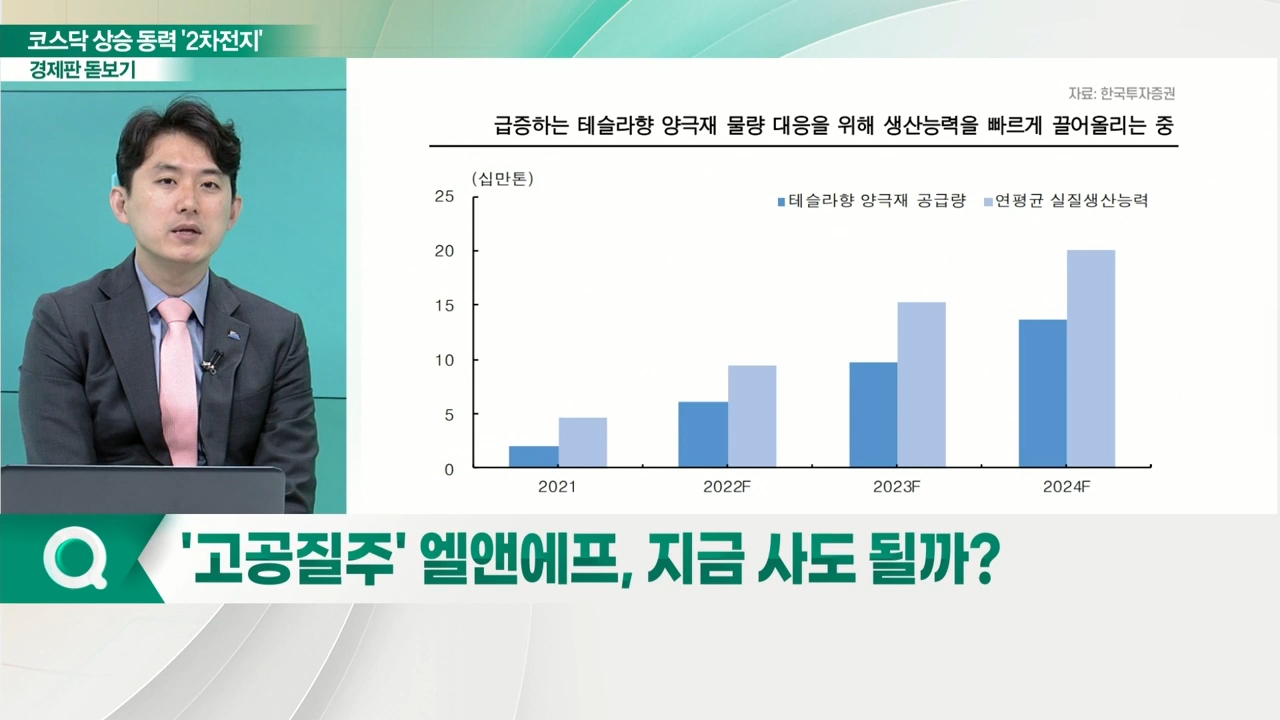 코스닥 상승 동력 '2차전지'
경제판 돋보기
자료: 한국투자증권
급증하는 테슬라향 양극재 물량 대응을 위해 생산능력을 빠르게 끌어올리는 중
(십만톤)
테슬라향 양극재 공급량 연평균 실질생산능력
25
20
15
10
5
0
2021 2022F 2023F 2024F
'고공질주' 엘앤에프, 지금 사도 될까?